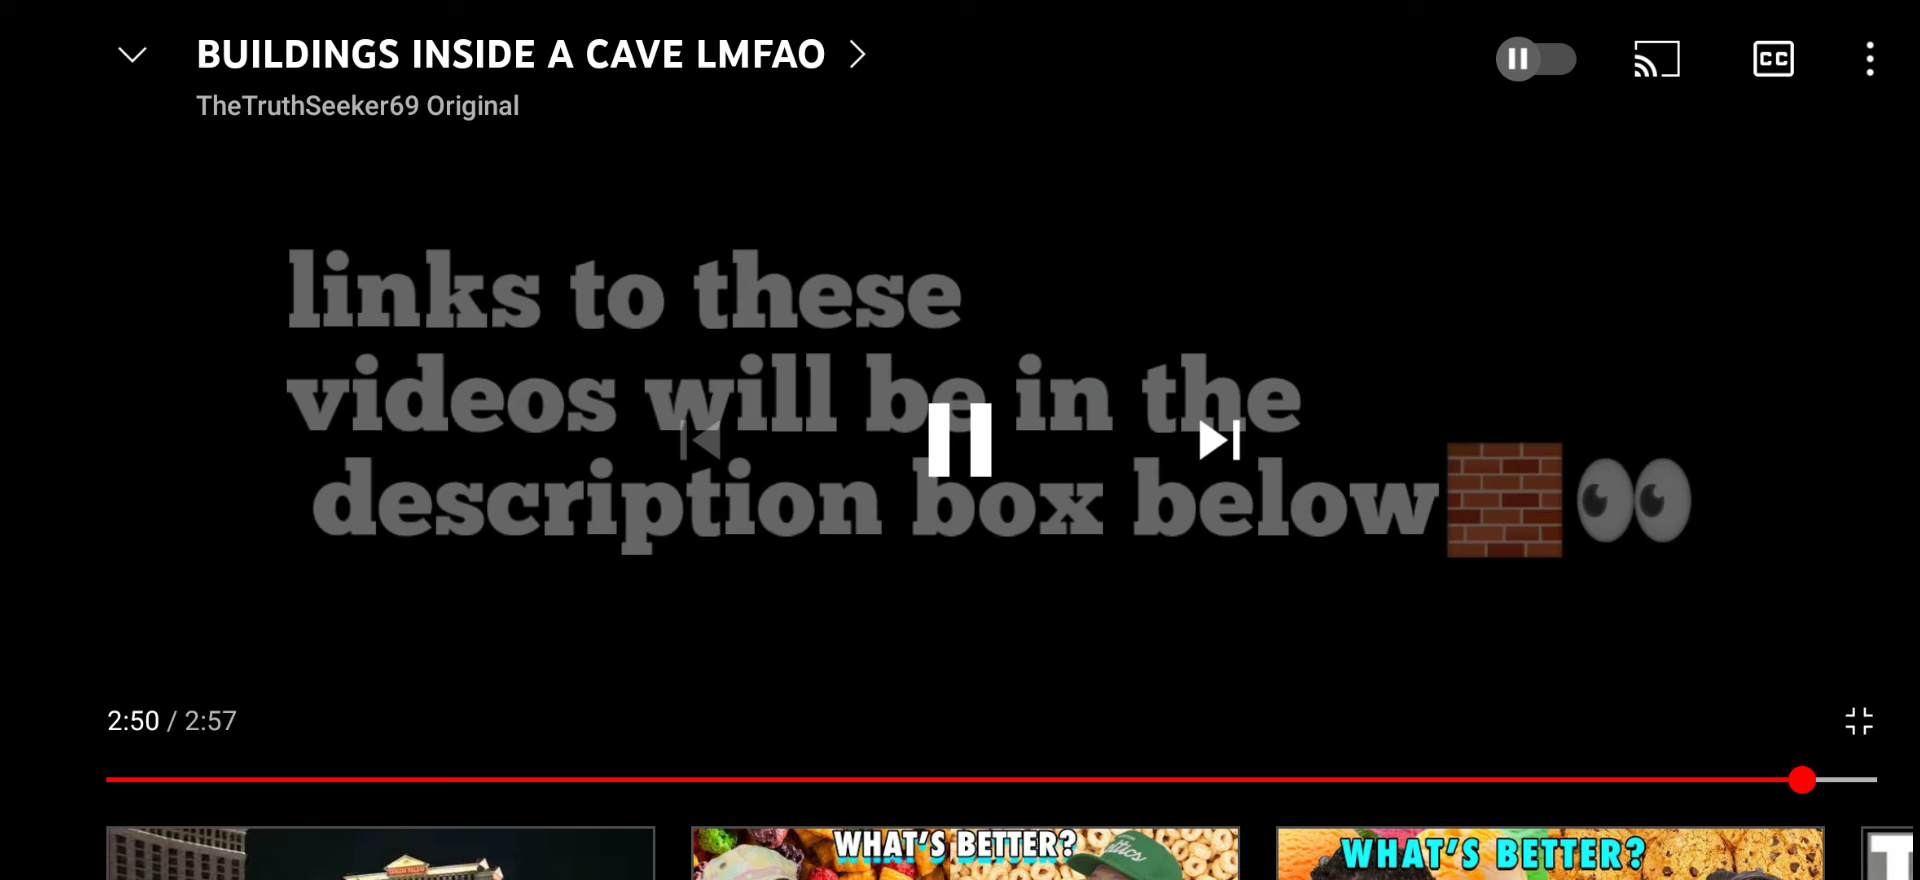 BUILDINGS INSIDE A CAVE LMFAO
CC
TheTruthSeeker69 Original
links to these
videos will be in the
description box below
2:50 / 2:57
WHAT'S BETTER?
WHAT'S BETTER?